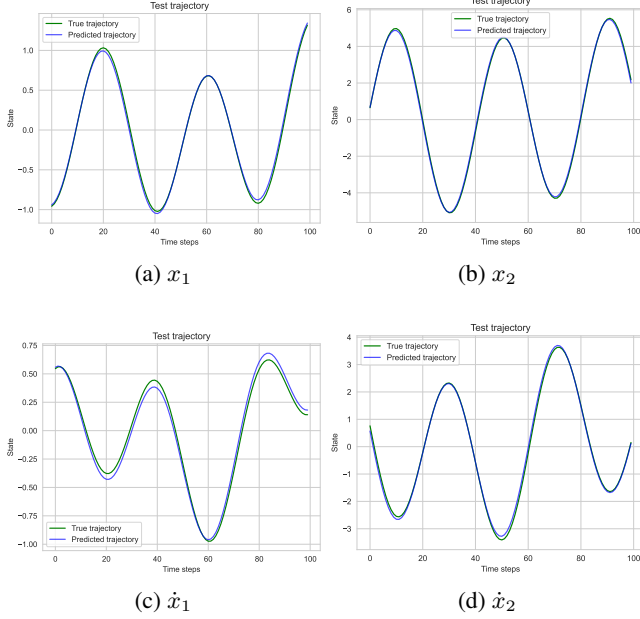 Test trajectory
True trajectory
Predicted trajectory
1.0
0.5
0.0
−0.5
−1.0
State
0 20 40 60 80 100
Time steps
(a) x₁
Test trajectory
True trajectory
Predicted trajectory
6
4
2
0
−2
−4
State
0 20 40 60 80 100
Time steps
(b) x₂
Test trajectory
0.75
0.50
0.25
0.00
−0.25
−0.50
−0.75
−1.00
State
True trajectory
Predicted trajectory
0 20 40 60 80 100
Time steps
(c) ẋ₁
Test trajectory
True trajectory
Predicted trajectory
4
3
2
1
0
−1
−2
−3
State
0 20 40 60 80 100
Time steps
(d) ẋ₂